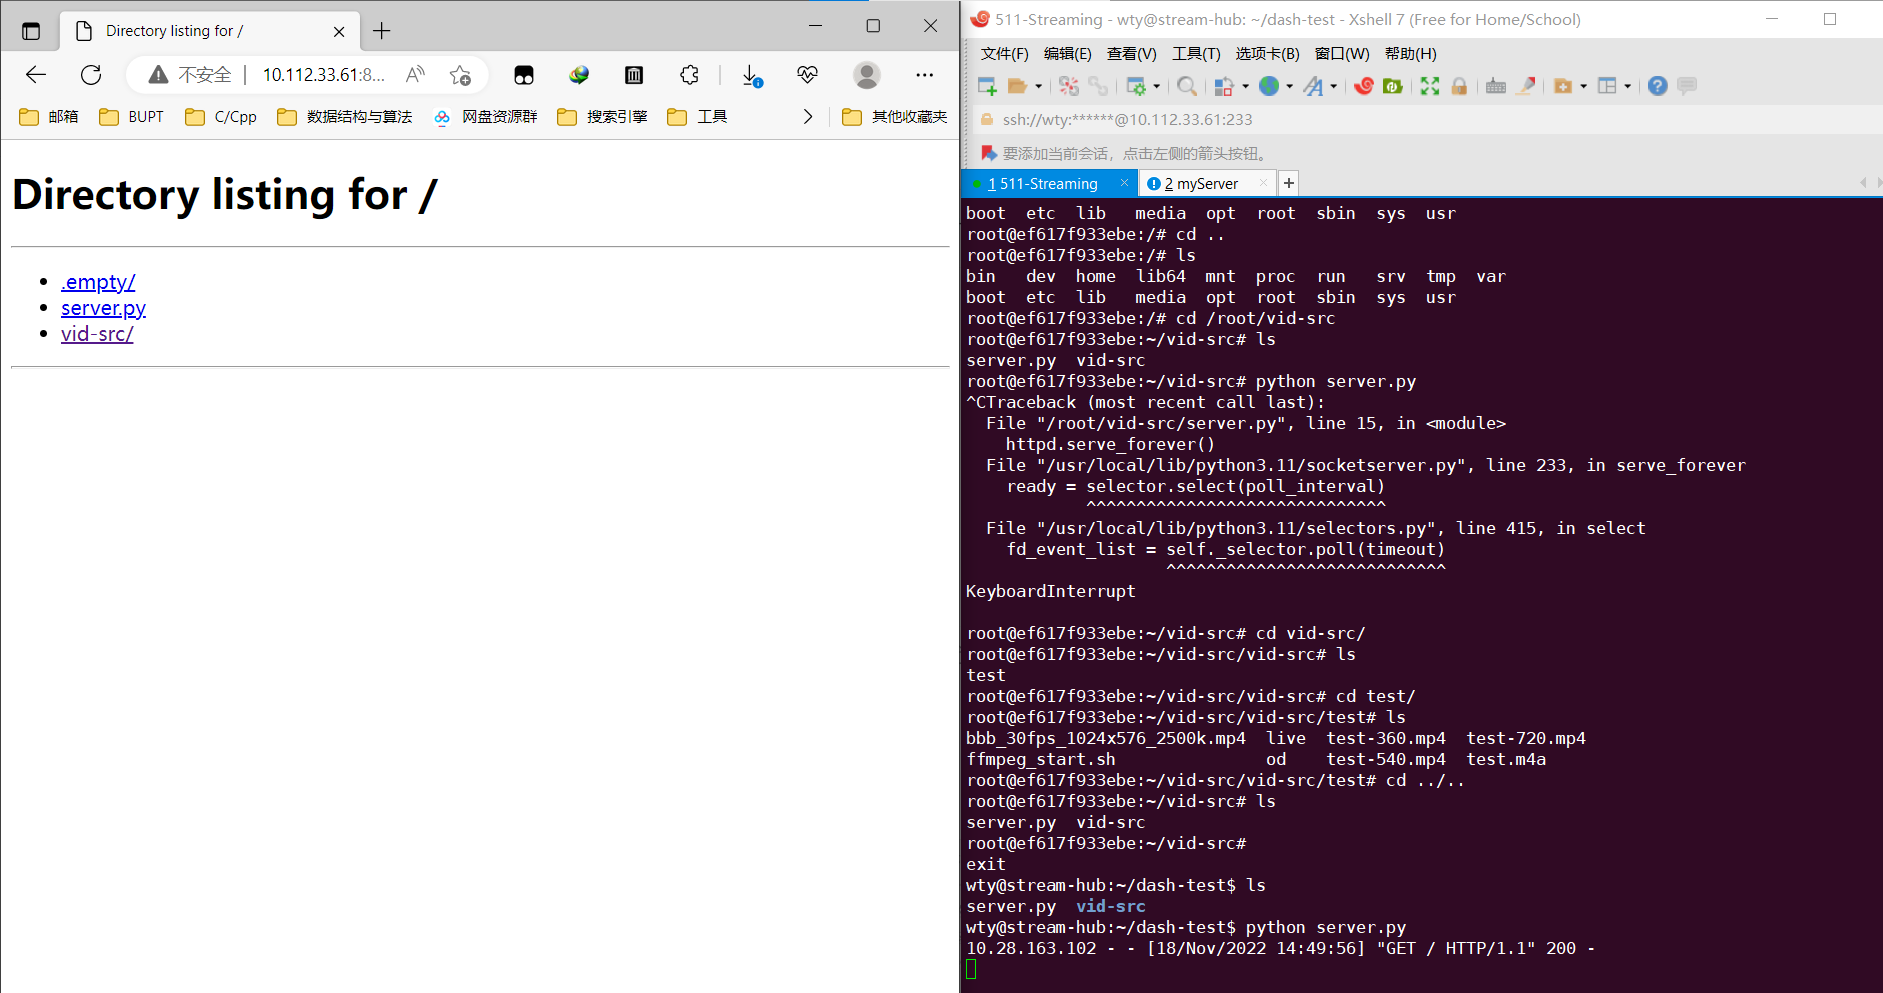 Directory listing for /
不安全
10.112.33.61:8...
邮箱
BUPT
C/Cpp
数据结构与算法
网盘资源群
搜索引擎
工具
其他收藏夹
Directory listing for /
.empty/
server.py
vid-src/
511-Streaming - wty@stream-hub: ~/dash-test - Xshell 7 (Free for Home/School)
文件(F) 编辑(E) 查看(V) 工具(T) 选项卡(B) 窗口(W) 帮助(H)
ssh://wty:******@10.112.33.61:233
要添加当前会话，点击左侧的箭头按钮。
1 511-Streaming
2 myServer
boot  etc  lib   media  opt  root  sbin  sys  usr
root@ef617f933ebe:/# cd ..
root@ef617f933ebe:/# ls
bin   dev  home  lib64  mnt  proc  run   srv  tmp  var
boot  etc  lib   media  opt  root  sbin  sys  usr
root@ef617f933ebe:/# cd /root/vid-src
root@ef617f933ebe:~/vid-src# ls
server.py  vid-src
root@ef617f933ebe:~/vid-src# python server.py
^CTraceback (most recent call last):
  File "/root/vid-src/server.py", line 15, in <module>
    httpd.serve_forever()
  File "/usr/local/lib/python3.11/socketserver.py", line 233, in serve_forever
    ready = selector.select(poll_interval)
            ^^^^^^^^^^^^^^^^^^^^^^^^^^^^^^
  File "/usr/local/lib/python3.11/selectors.py", line 415, in select
    fd_event_list = self._selector.poll(timeout)
                    ^^^^^^^^^^^^^^^^^^^^^^^^^^^^
KeyboardInterrupt
root@ef617f933ebe:~/vid-src# cd vid-src/
root@ef617f933ebe:~/vid-src/vid-src# ls
test
root@ef617f933ebe:~/vid-src/vid-src# cd test/
root@ef617f933ebe:~/vid-src/vid-src/test# ls
bbb_30fps_1024x576_2500k.mp4  live  test-360.mp4  test-720.mp4
ffmpeg_start.sh               od    test-540.mp4  test.m4a
root@ef617f933ebe:~/vid-src/vid-src/test# cd ../..
root@ef617f933ebe:~/vid-src# ls
server.py  vid-src
root@ef617f933ebe:~/vid-src#
exit
wty@stream-hub:~/dash-test$ ls
server.py  vid-src
wty@stream-hub:~/dash-test$ python server.py
10.28.163.102 - - [18/Nov/2022 14:49:56] "GET / HTTP/1.1" 200 -